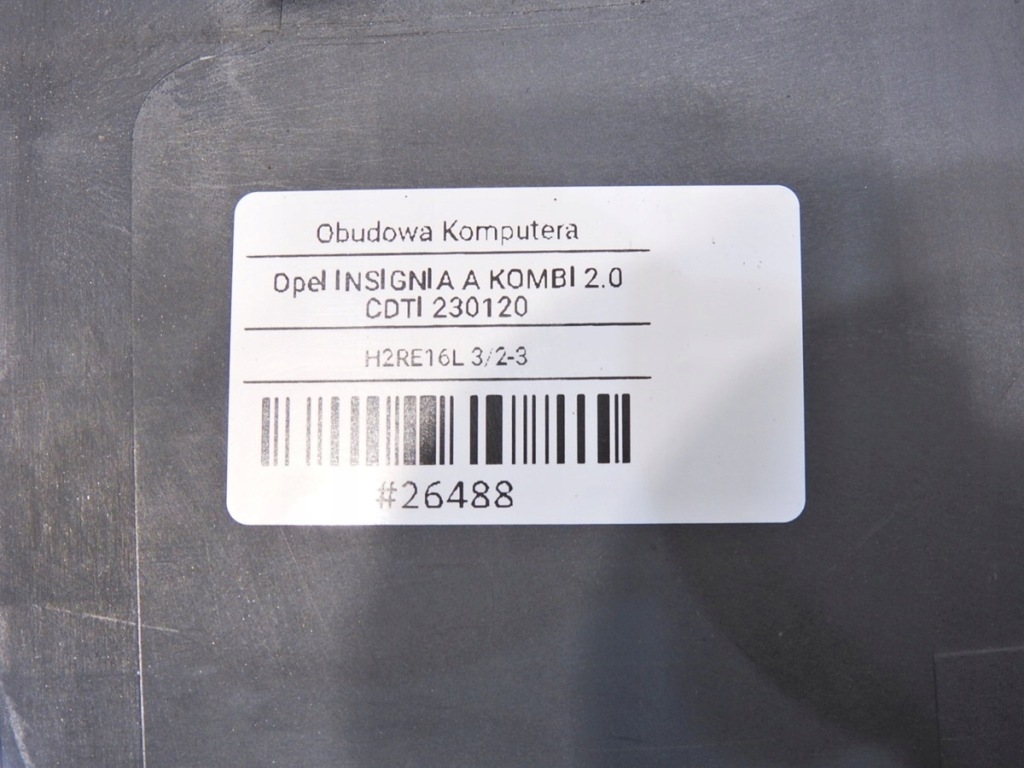 Obudowa Komputera
Opel INSIGNIA A KOMBI 2.0
CDTI 230120
H2RE16L 3/2-3
#26488